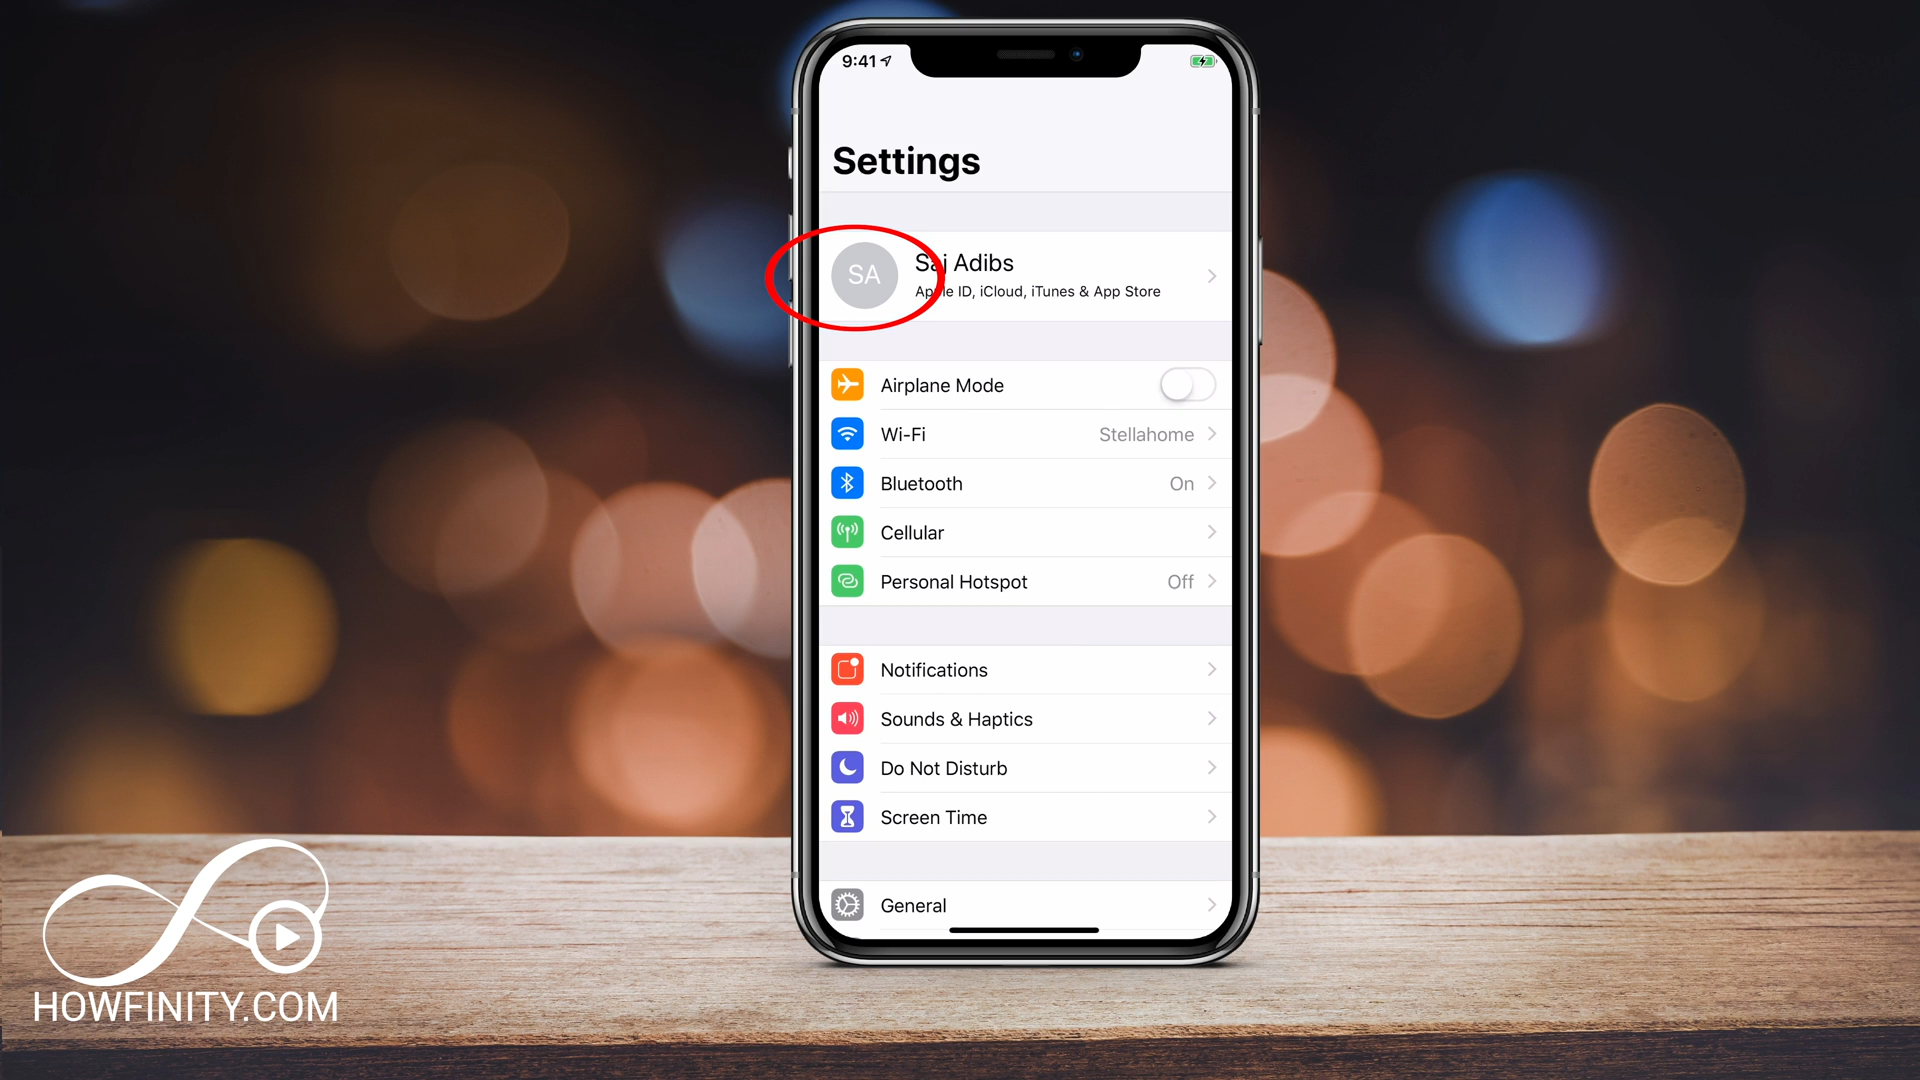 9:41
Settings
SA
Saj Adibs
Apple ID, iCloud, iTunes & App Store
Airplane Mode
Wi-Fi Stellahome
Bluetooth On
Cellular
Personal Hotspot Off
Notifications
Sounds & Haptics
Do Not Disturb
Screen Time
General
HOWFINITY.COM